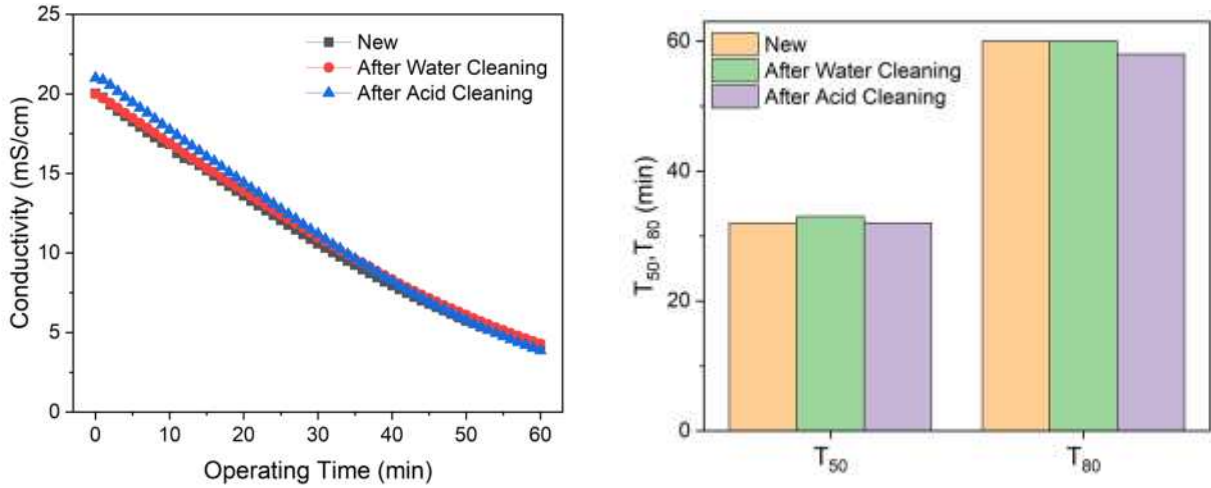 25
20
15
10
5
0
Conductivity (mS/cm)
New
After Water Cleaning
After Acid Cleaning
0 10 20 30 40 50 60
Operating Time (min)
60
40
20
0
T50,T80 (min)
New
After Water Cleaning
After Acid Cleaning
T50 T80